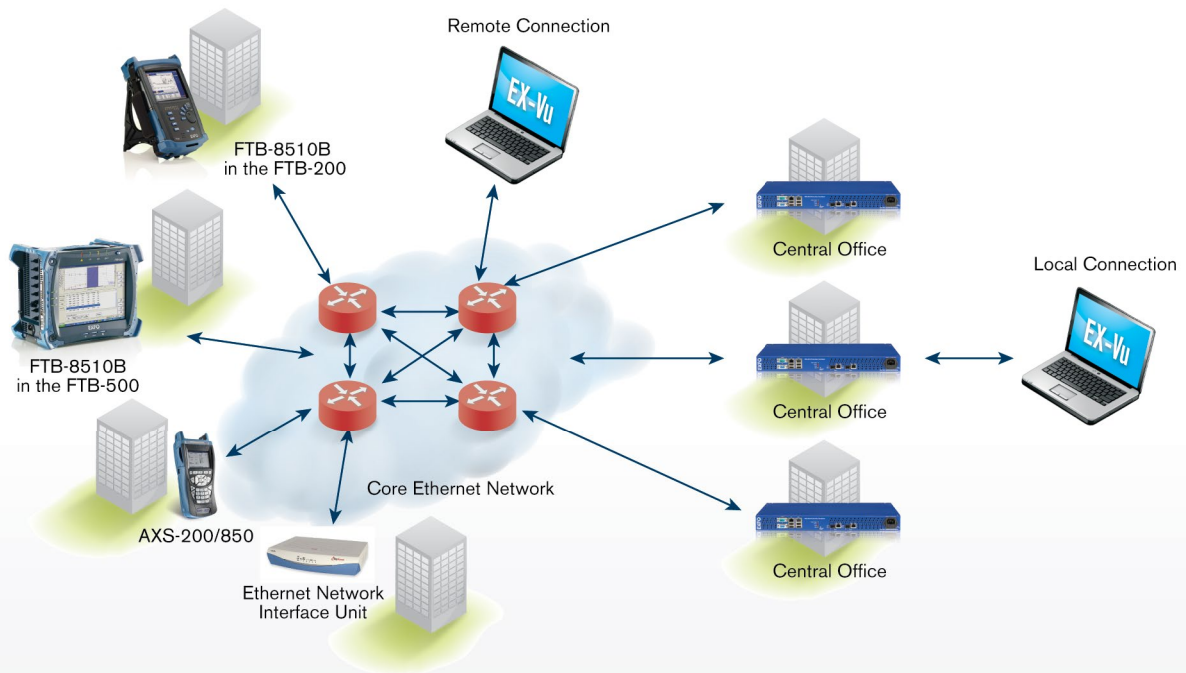 Remote Connection
EX-Vu
FTB-8510B
in the FTB-200
Central Office
Local Connection
EX-Vu
EXFO
FTB-8510B
in the FTB-500
Central Office
Core Ethernet Network
AXS-200/850
Ethernet Network
Interface Unit
Central Office